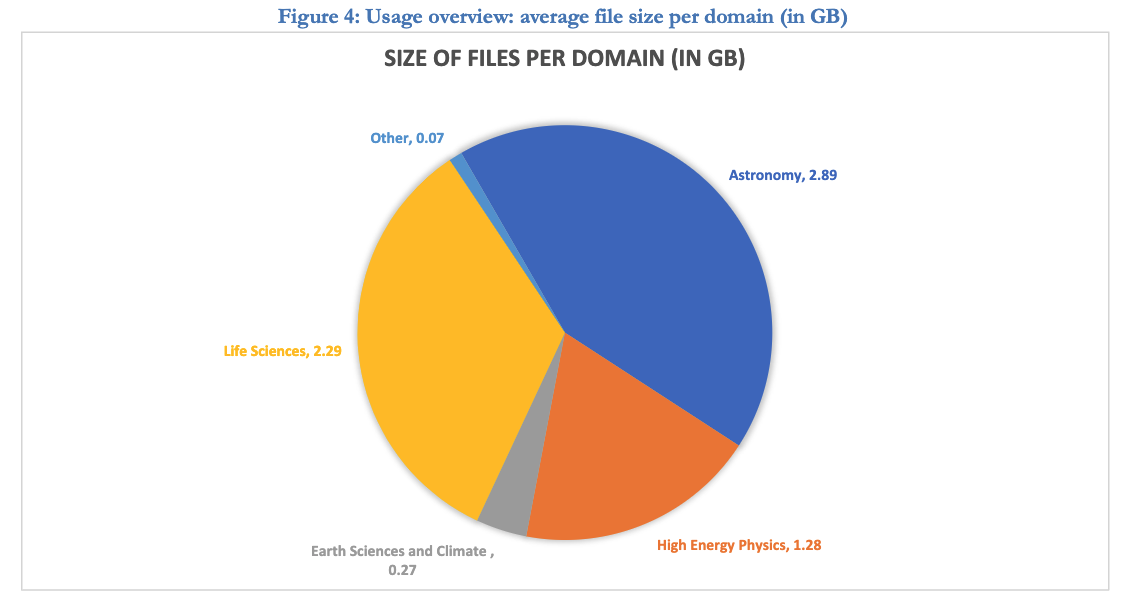 Figure 4: Usage overview: average file size per domain (in GB)
SIZE OF FILES PER DOMAIN (IN GB)
Other, 0.07
Astronomy, 2.89
Life Sciences, 2.29
High Energy Physics, 1.28
Earth Sciences and Climate ,
0.27